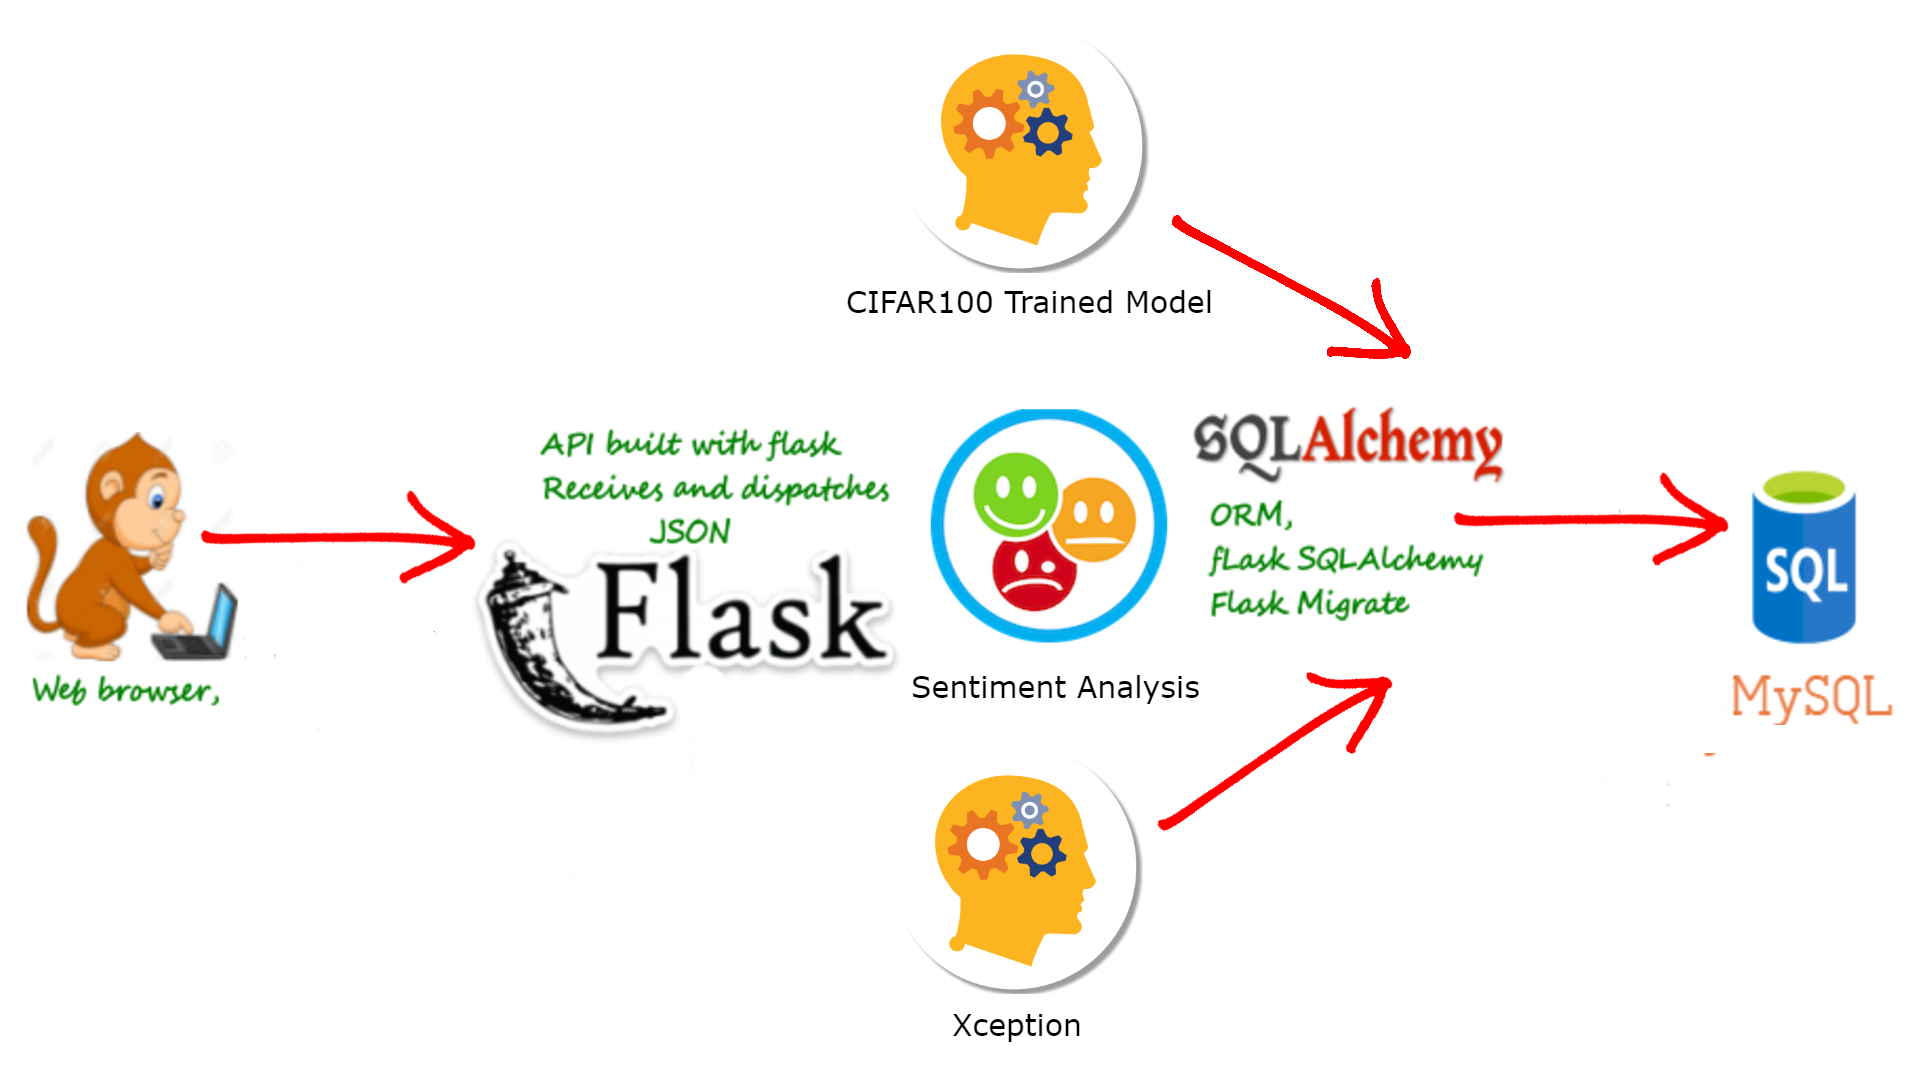 CIFAR100 Trained Model
API built with flask
Receives and dispatches
JSON
Flask
Web browser,
Sentiment Analysis
SQLAlchemy
ORM,
fLask SQLAlchemy
Flask Migrate
SQL
MySQL
Xception